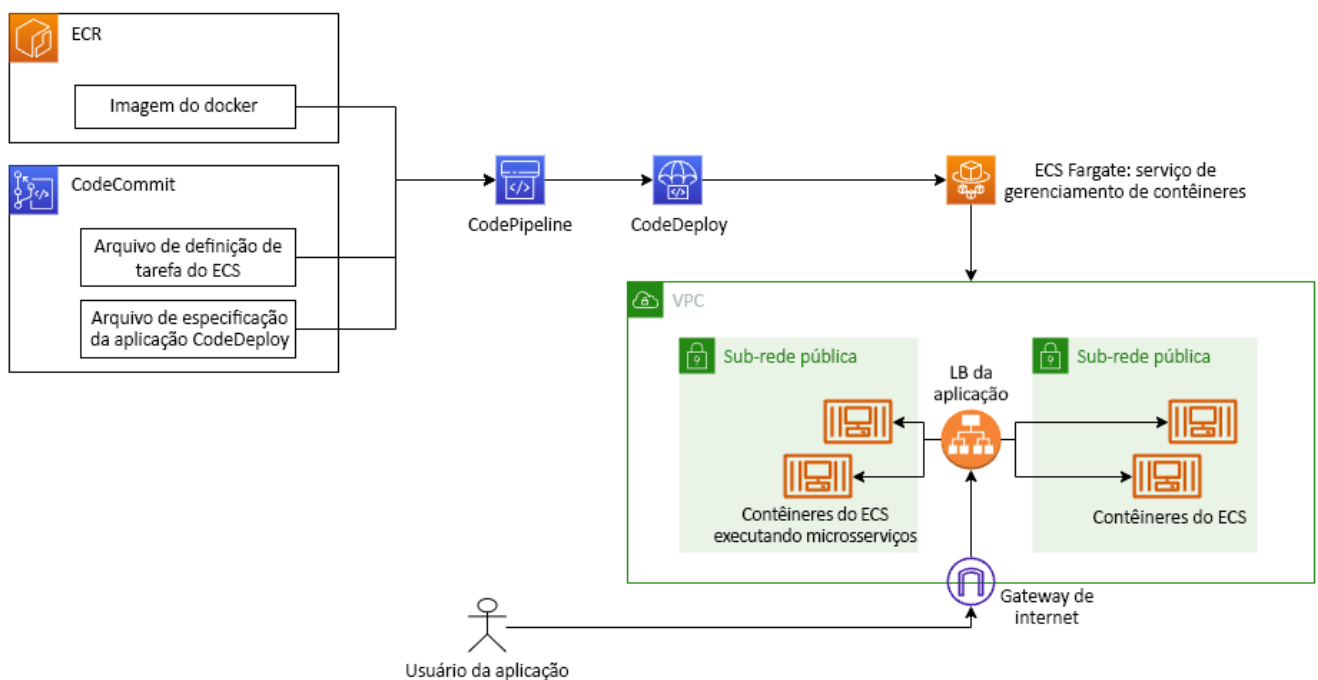 ECR
Imagem do docker
CodeCommit
Arquivo de definição de
tarefa do ECS
Arquivo de especificação
da aplicação CodeDeploy
CodePipeline
CodeDeploy
ECS Fargate: serviço de
gerenciamento de contêineres
VPC
Sub-rede pública
LB da
aplicação
Sub-rede pública
Contêineres do ECS
executando microsserviços
Contêineres do ECS
Gateway de
internet
Usuário da aplicação